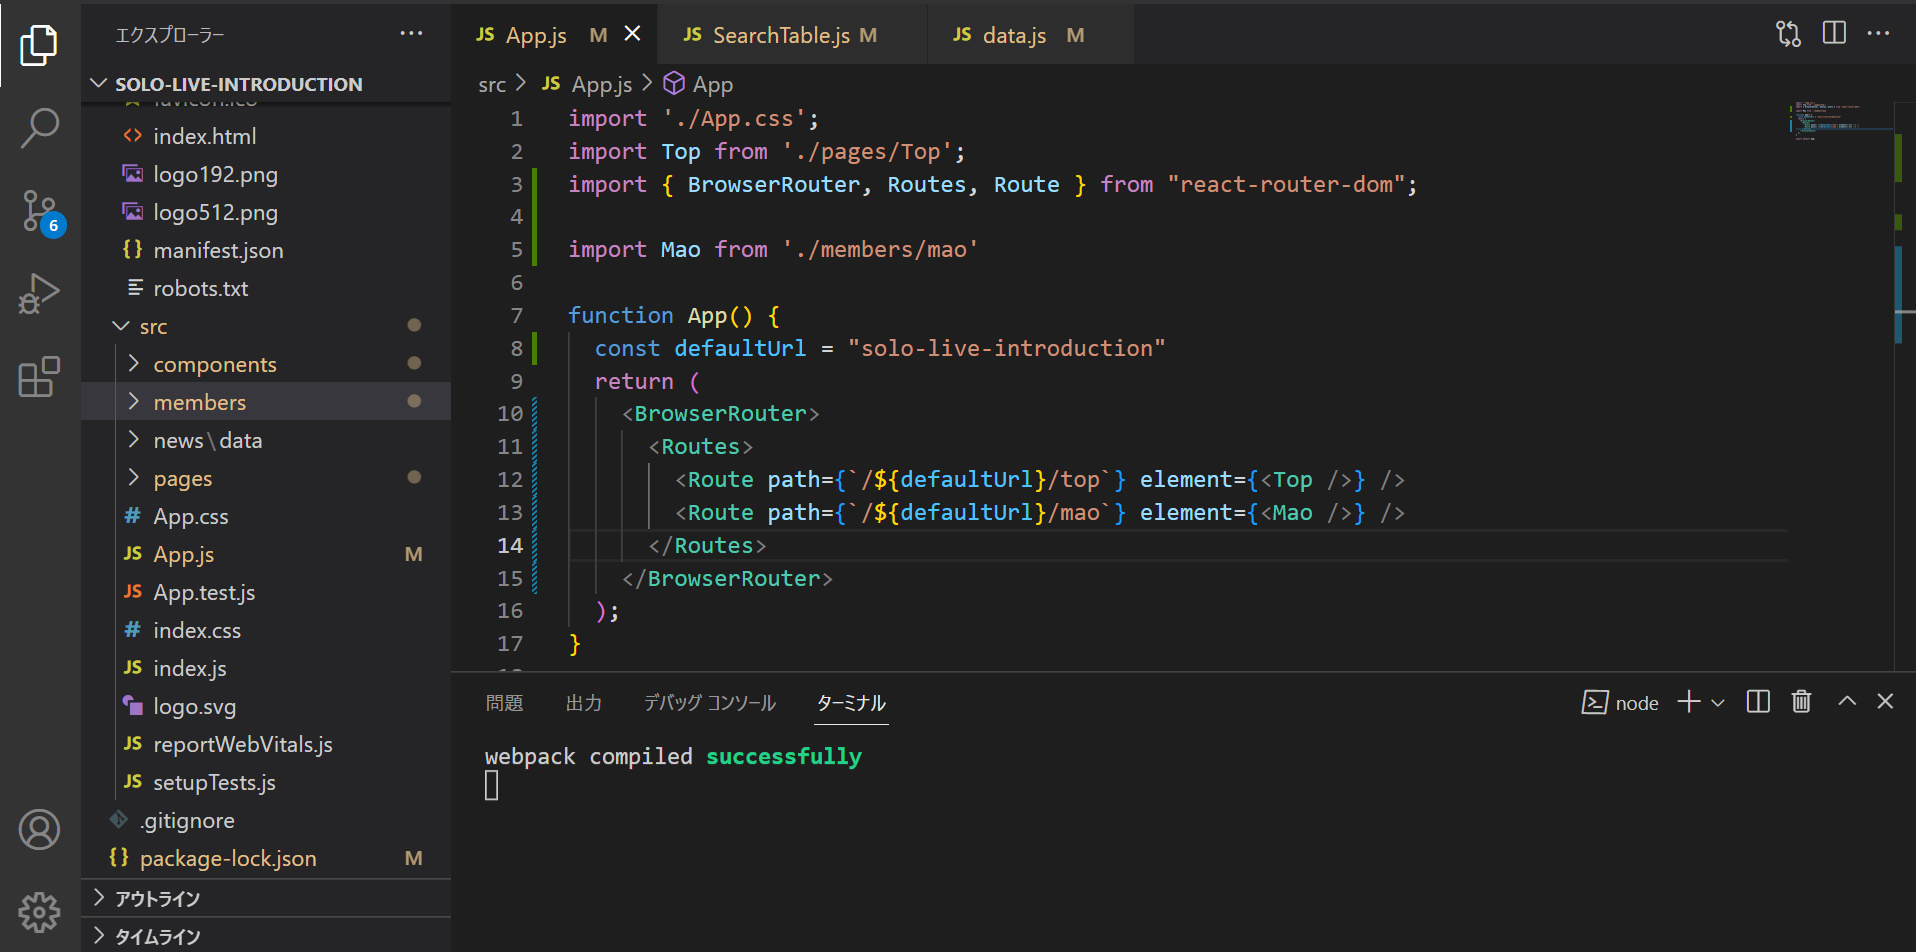 エクスプローラー
SOLO-LIVE-INTRODUCTION
favicon.ico
index.html
logo192.png
logo512.png
manifest.json
robots.txt
src
components
members
news\data
pages
# App.css
JS App.js M
JS App.test.js
# index.css
JS index.js
logo.svg
JS reportWebVitals.js
JS setupTests.js
.gitignore
{} package-lock.json M
アウトライン
タイムライン
6
JS App.js M
JS SearchTable.js M
JS data.js M
src > JS App.js > App
1 import './App.css';
2 import Top from './pages/Top';
3 import { BrowserRouter, Routes, Route } from "react-router-dom";
4
5 import Mao from './members/mao'
6
7 function App() {
8 const defaultUrl = "solo-live-introduction"
9 return (
10 <BrowserRouter>
11 <Routes>
12 <Route path={`/${defaultUrl}/top`} element={<Top />} />
13 <Route path={`/${defaultUrl}/mao`} element={<Mao />} />
14 </Routes>
15 </BrowserRouter>
16 );
17 }
問題 出力 デバッグ コンソール ターミナル
node
webpack compiled successfully